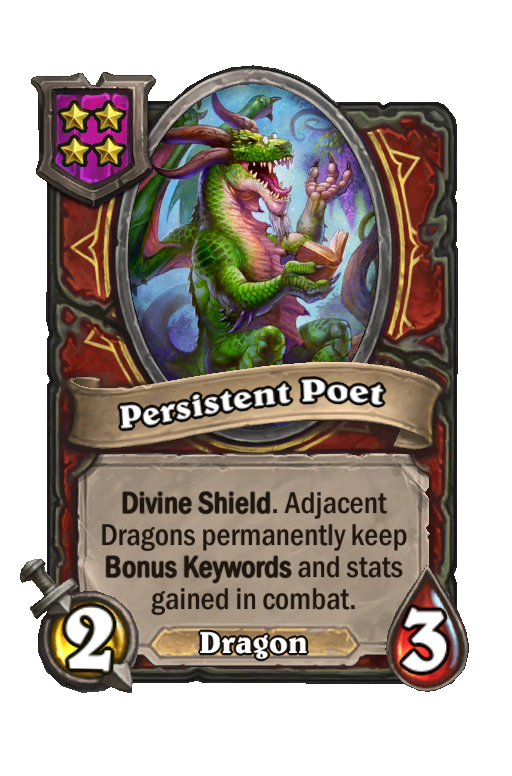 Persistent Poet
Divine Shield. Adjacent
Dragons permanently keep
Bonus Keywords and stats
gained in combat.
Dragon
2
3